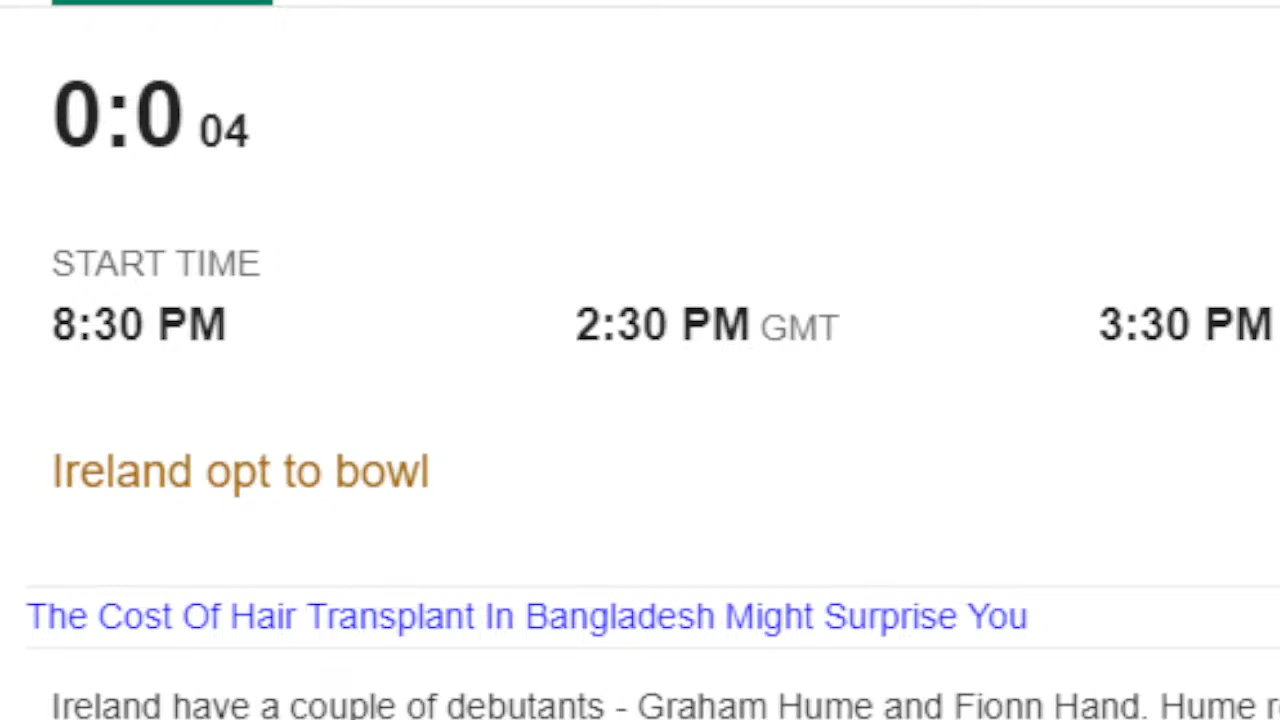 0:0 04
START TIME
8:30 PM 2:30 PM GMT 3:30 PM
Ireland opt to bowl
The Cost Of Hair Transplant In Bangladesh Might Surprise You
Ireland have a couple of debutants - Graham Hume and Fionn Hand. Hume